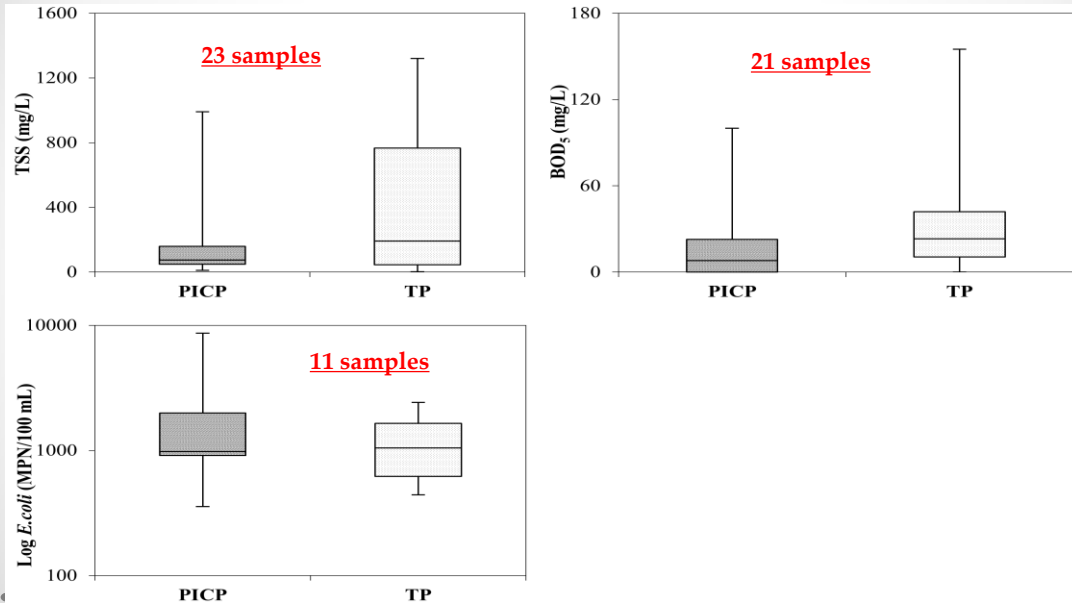 1600
1200
800
400
0
TSS (mg/L)
23 samples
PICP
TP
180
120
60
0
BOD₅ (mg/L)
21 samples
PICP
TP
10000
1000
100
Log E.coli (MPN/100 mL)
11 samples
PICP
TP